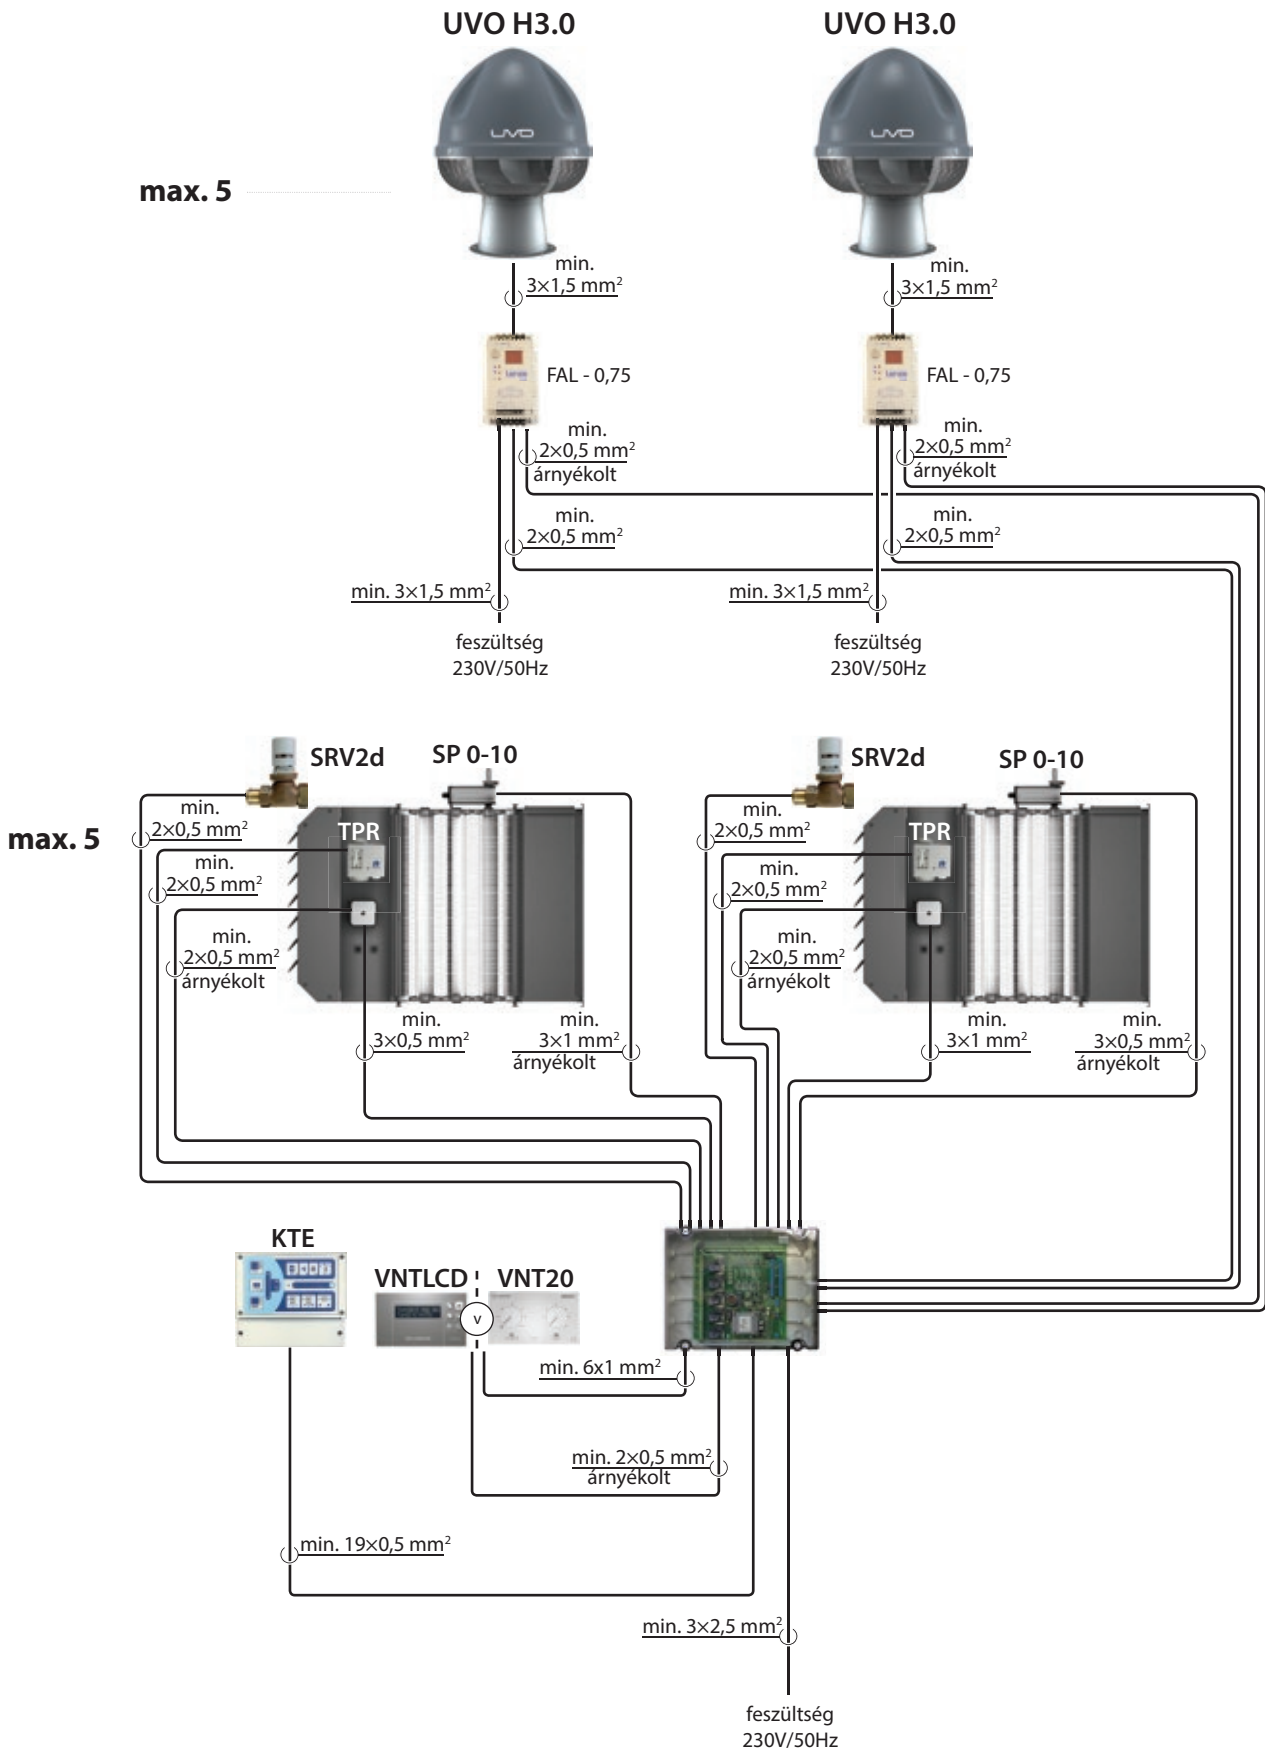 UVO H3.0
UVO H3.0
UVO
UVO
max. 5
min.
3×1,5 mm²
min.
3×1,5 mm²
FAL - 0,75
FAL - 0,75
min.
2×0,5 mm²
árnyékolt
min.
2×0,5 mm²
árnyékolt
min.
2×0,5 mm²
min.
2×0,5 mm²
min. 3×1,5 mm²
min. 3×1,5 mm²
feszültség
230V/50Hz
feszültség
230V/50Hz
max. 5
SRV2d
SP 0-10
TPR
min.
2×0,5 mm²
min.
2×0,5 mm²
min.
2×0,5 mm²
árnyékolt
min.
3×0,5 mm²
min.
3×1 mm²
árnyékolt
SRV2d
SP 0-10
TPR
min.
2×0,5 mm²
min.
2×0,5 mm²
min.
2×0,5 mm²
árnyékolt
min.
3×1 mm²
min.
3×0,5 mm²
árnyékolt
KTE
VNTLCD
v
VNT20
min. 6x1 mm²
min. 2×0,5 mm²
árnyékolt
min. 19×0,5 mm²
min. 3×2,5 mm²
feszültség
230V/50Hz